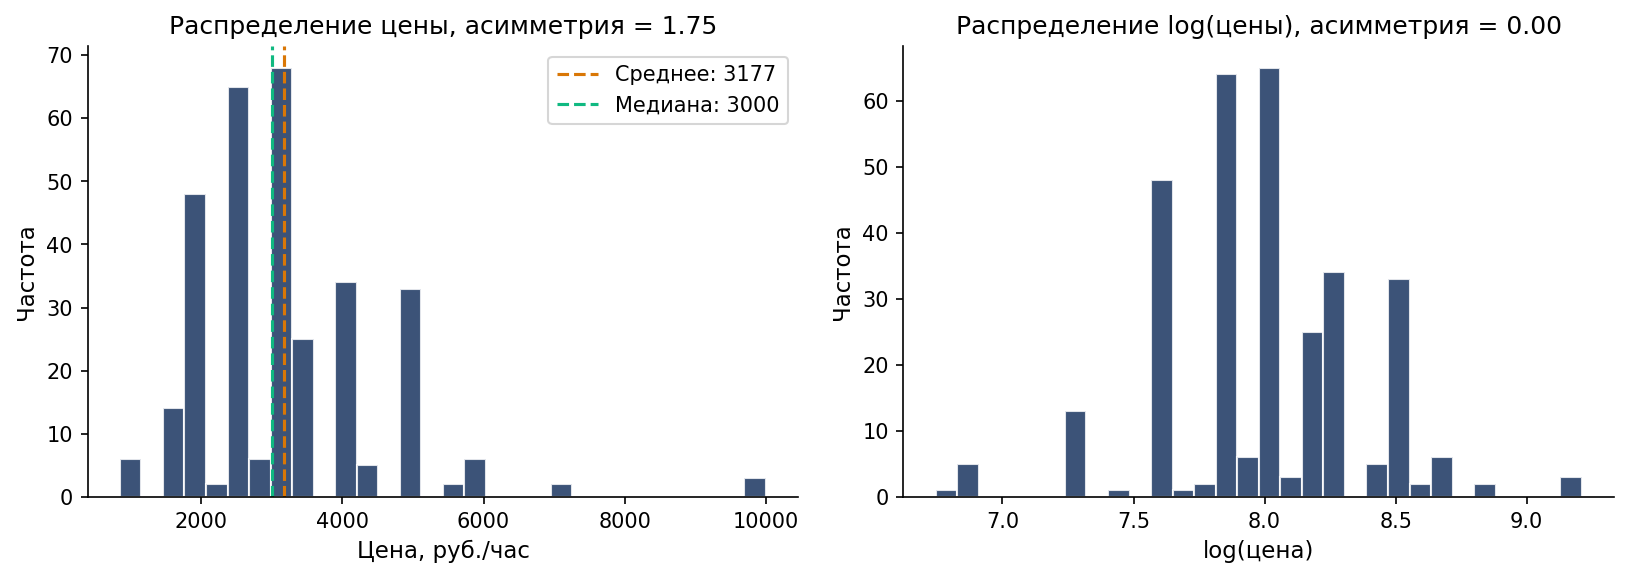 Распределение цены, асимметрия = 1.75
Частота
70
60
50
40
30
20
10
0
Среднее: 3177
Медиана: 3000
2000 4000 6000 8000 10000
Цена, руб./час
Распределение log(цены), асимметрия = 0.00
Частота
60
50
40
30
20
10
0
7.0 7.5 8.0 8.5 9.0
log(цена)